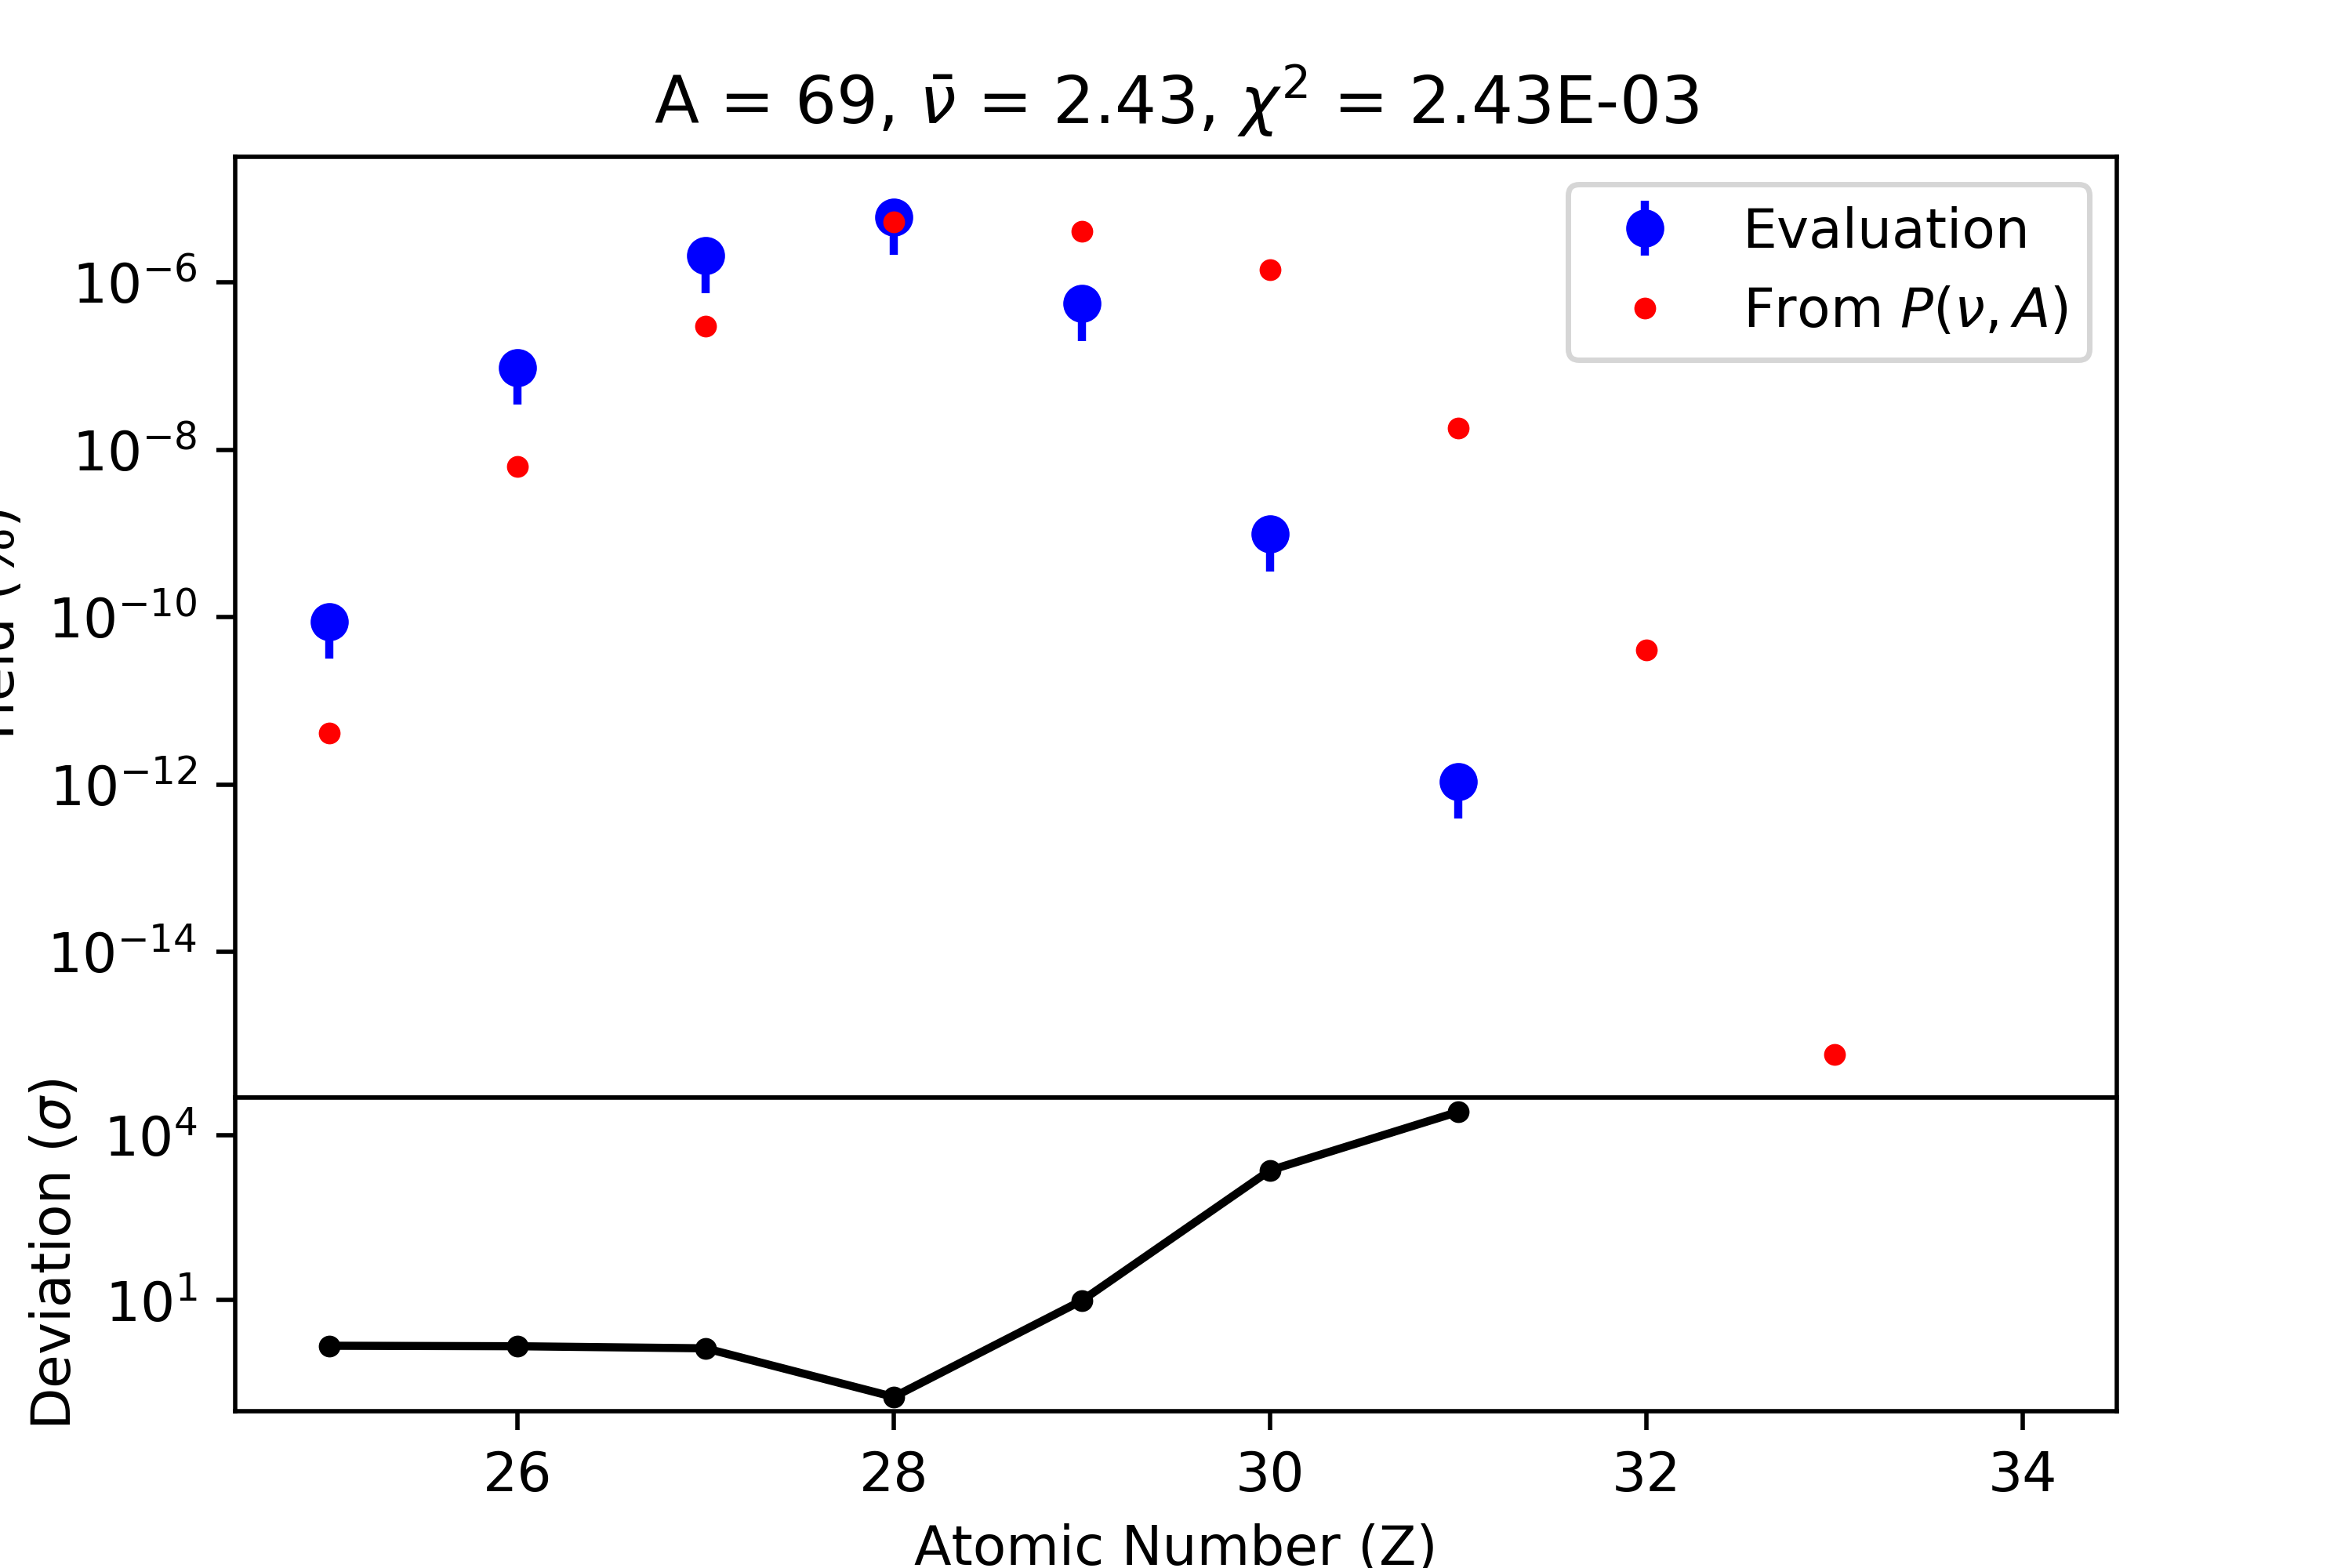 A = 69, ν̄ = 2.43, χ² = 2.43E-03
Evaluation
From P(ν, A)
10⁻⁶
10⁻⁸
10⁻¹⁰
10⁻¹²
10⁻¹⁴
(%)
10⁴
10¹
Deviation (σ)
26 28 30 32 34
Atomic Number (Z)